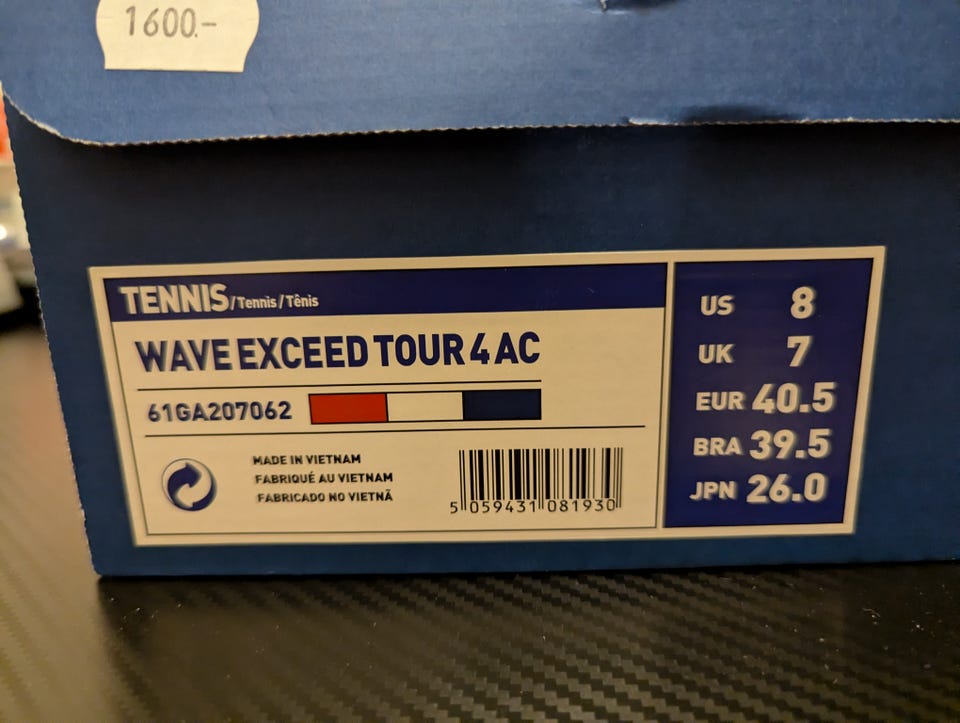 1600.-
TENNIS/Tennis/Tênis
WAVE EXCEED TOUR 4 AC
61GA207062
MADE IN VIETNAM
FABRIQUÉ AU VIETNAM
FABRICADO NO VIETNÃ
5 059431 081930
US 8
UK 7
EUR 40.5
BRA 39.5
JPN 26.0